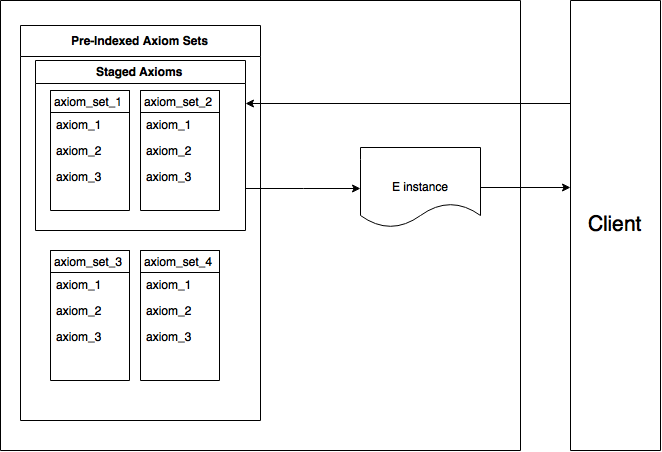 Pre-Indexed Axiom Sets
Staged Axioms
axiom_set_1
axiom_1
axiom_2
axiom_3
axiom_set_2
axiom_1
axiom_2
axiom_3
axiom_set_3
axiom_1
axiom_2
axiom_3
axiom_set_4
axiom_1
axiom_2
axiom_3
E instance
Client